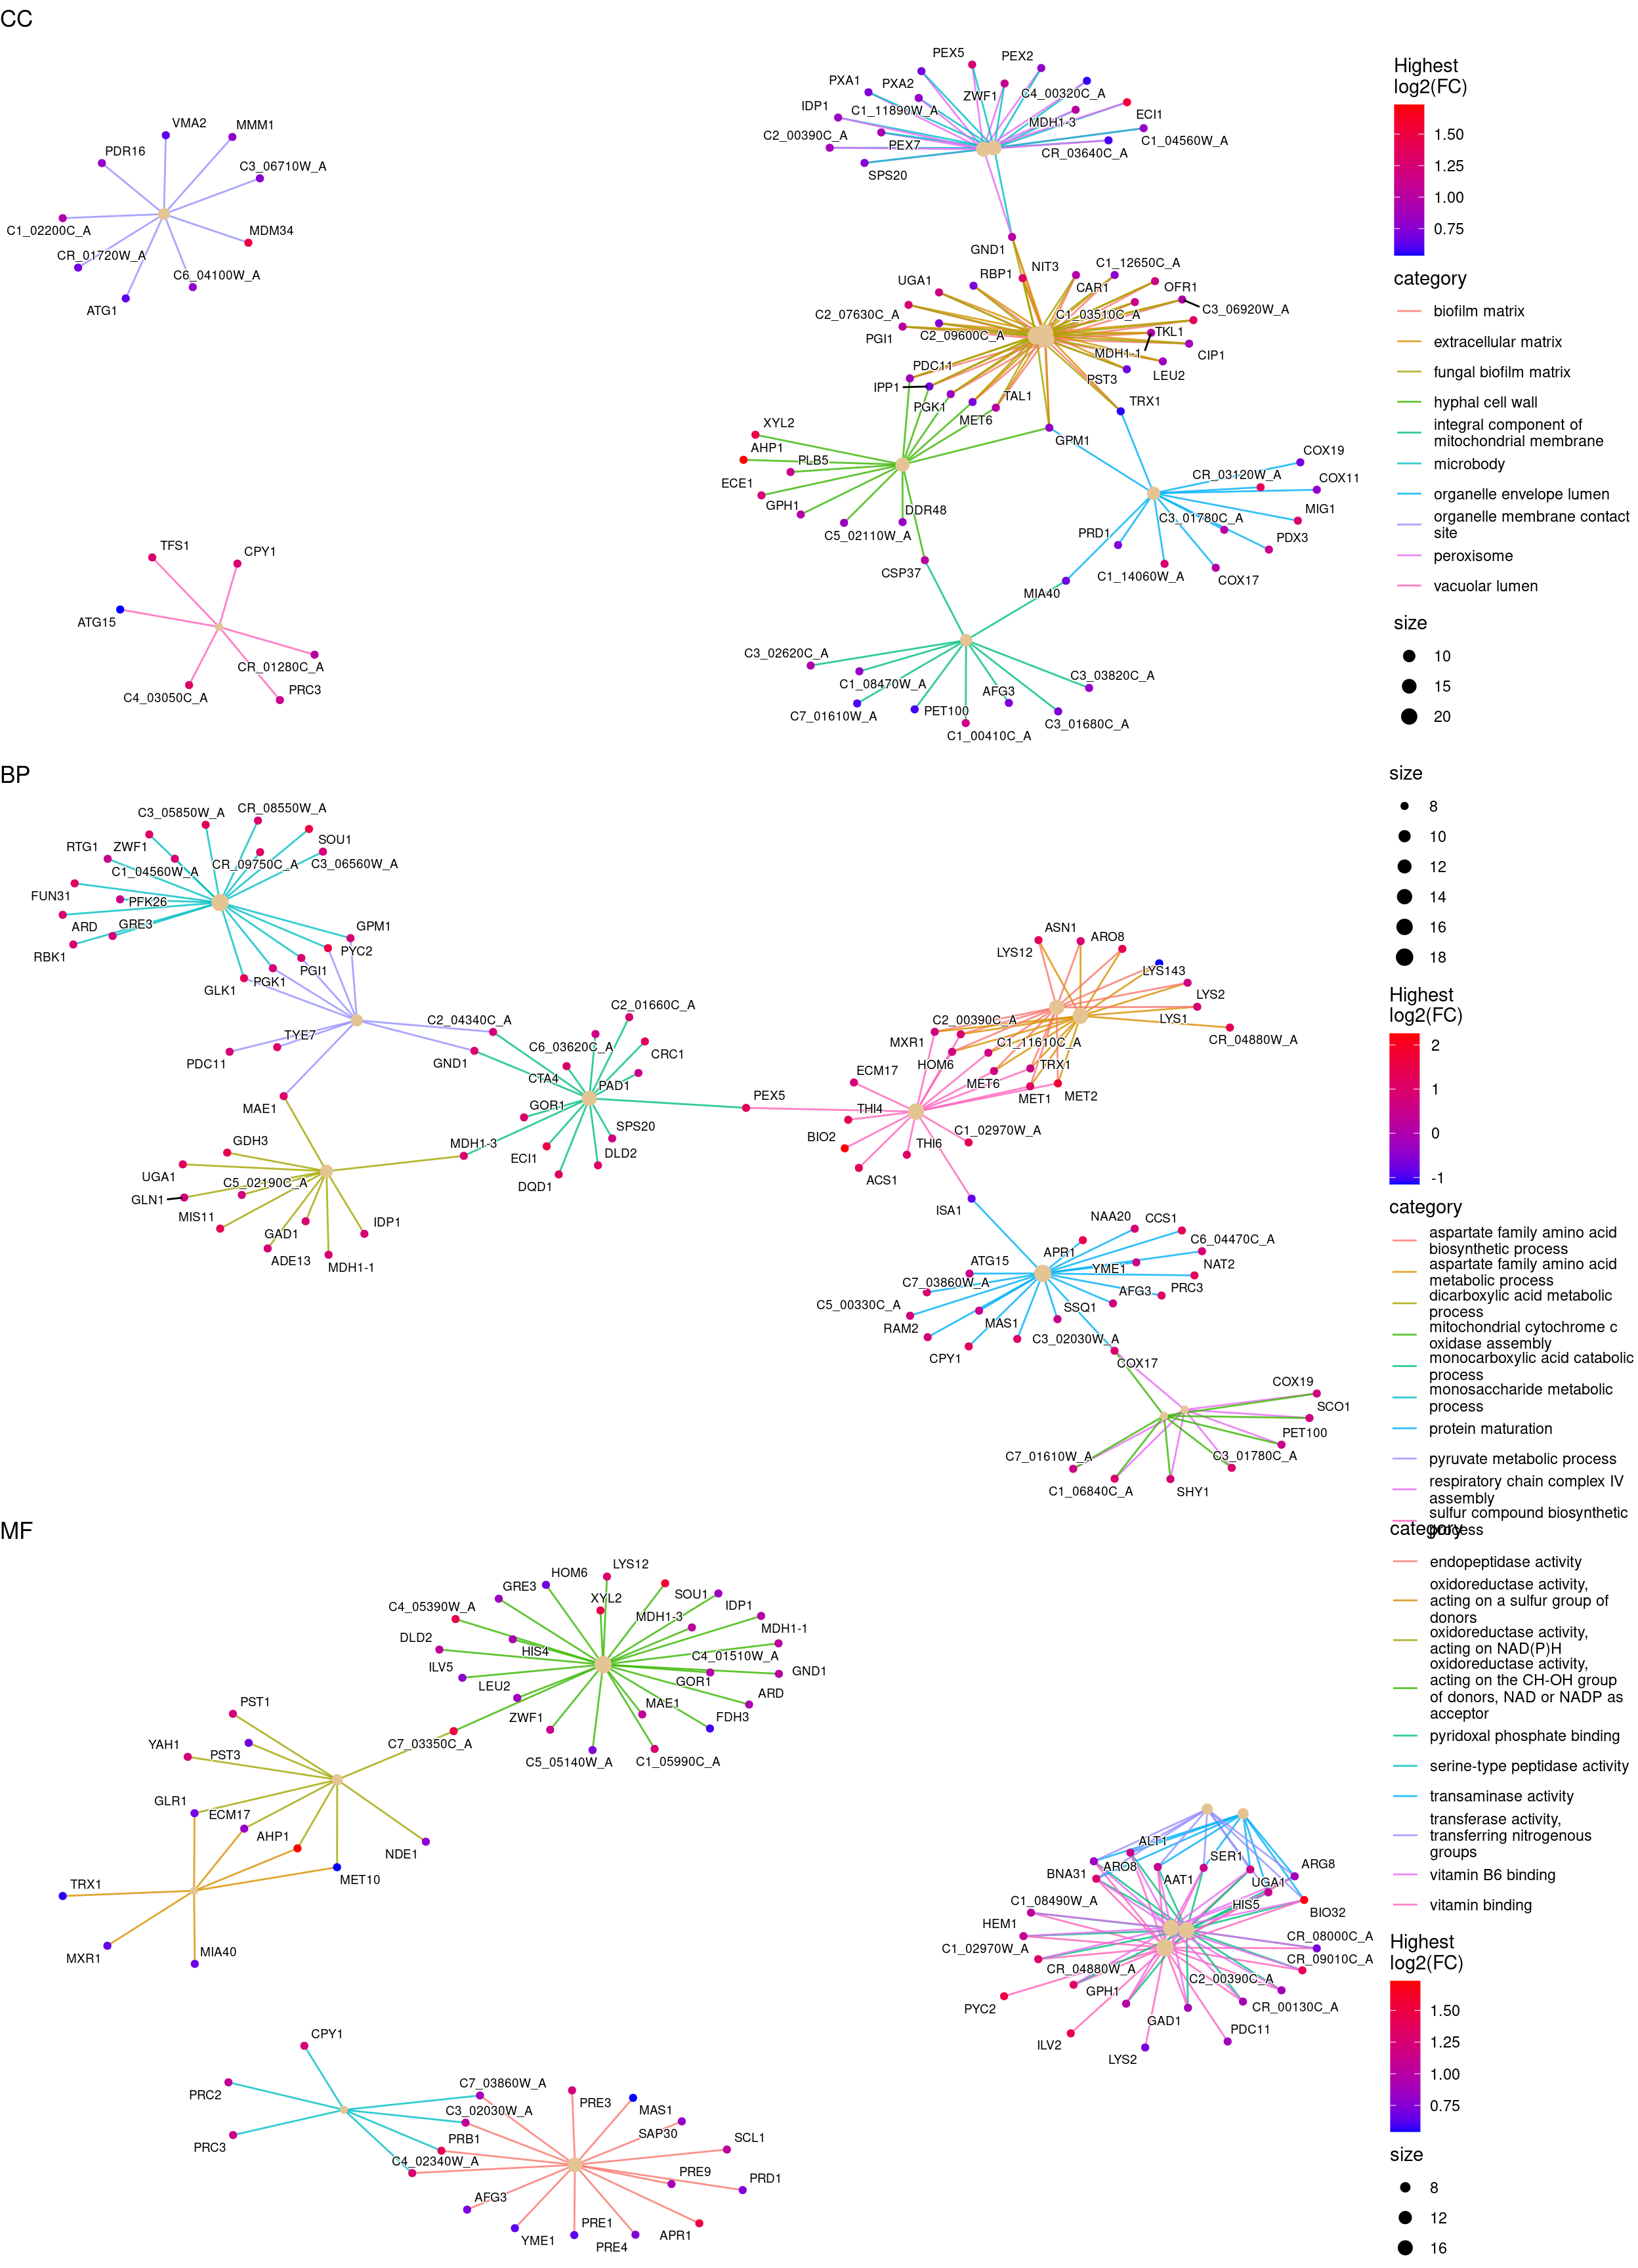 CC
VMA2
MMM1
PDR16
C3_06710W_A
C1_02200C_A
MDM34
CR_01720W_A
C6_04100W_A
ATG1
TFS1
CPY1
ATG15
CR_01280C_A
C4_03050C_A
PRC3
PEX5
PEX2
PXA1
PXA2
ZWF1
C4_00320C_A
IDP1
C1_11890W_A
MDH1-3
ECI1
C2_00390C_A
PEX7
CR_03640C_A
C1_04560W_A
SPS20
GND1
NIT3
C1_12650C_A
UGA1
RBP1
CAR1
OFR1
C2_07630C_A
C1_03510C_A
C3_06920W_A
PGI1
C2_09600C_A
TKL1
MDH1-1
CIP1
PDC11
LEU2
IPP1
PST3
PGK1
TAL1
TRX1
MET6
GPM1
XYL2
AHP1
PLB5
ECE1
GPH1
DDR48
C5_02110W_A
CSP37
COX19
CR_03120W_A
COX11
MIG1
C3_01780C_A
PRD1
PDX3
C1_14060W_A
COX17
MIA40
C3_02620C_A
C1_08470W_A
AFG3
C3_03820C_A
C7_01610W_A
PET100
C3_01680C_A
C1_00410C_A
Highest
log2(FC)
1.50
1.25
1.00
0.75
category
biofilm matrix
extracellular matrix
fungal biofilm matrix
hyphal cell wall
integral component of
mitochondrial membrane
microbody
organelle envelope lumen
organelle membrane contact
site
peroxisome
vacuolar lumen
size
10
15
20
BP
C3_05850W_A
CR_08550W_A
RTG1
ZWF1
SOU1
C1_04560W_A
CR_09750C_A
C3_06560W_A
FUN31
PFK26
ARD
GRE3
RBK1
GPM1
PYC2
PGI1
GLK1
PGK1
TYE7
PDC11
C2_04340C_A
GND1
MAE1
C2_01660C_A
C6_03620C_A
CRC1
CTA4
PAD1
GOR1
SPS20
ECI1
DLD2
DQD1
MDH1-3
PEX5
GDH3
UGA1
C5_02190C_A
GLN1
MIS11
GAD1
IDP1
ADE13
MDH1-1
ASN1
LYS12
ARO8
LYS143
LYS2
LYS1
CR_04880W_A
C2_00390C_A
MXR1
C1_11610C_A
HOM6
TRX1
ECM17
MET6
MET1
MET2
THI4
BIO2
THI6
C1_02970W_A
ACS1
ISA1
NAA20
CCS1
APR1
C6_04470C_A
ATG15
YME1
NAT2
C7_03860W_A
AFG3
PRC3
C5_00330C_A
SSQ1
RAM2
MAS1
C3_02030W_A
CPY1
COX17
COX19
SCO1
PET100
C7_01610W_A
C3_01780C_A
C1_06840C_A
SHY1
size
8
10
12
14
16
18
Highest
log2(FC)
2
1
0
-1
category
aspartate family amino acid
biosynthetic process
aspartate family amino acid
metabolic process
dicarboxylic acid metabolic
process
mitochondrial cytochrome c
oxidase assembly
monocarboxylic acid catabolic
process
monosaccharide metabolic
process
protein maturation
pyruvate metabolic process
respiratory chain complex IV
assembly
sulfur compound biosynthetic
process
MF
LYS12
HOM6
GRE3
SOU1
XYL2
IDP1
C4_05390W_A
MDH1-3
MDH1-1
DLD2
HIS4
C4_01510W_A
ILV5
GOR1
GND1
LEU2
ARD
MAE1
ZWF1
FDH3
C7_03350C_A
C5_05140W_A
C1_05990C_A
PST1
YAH1
PST3
GLR1
ECM17
AHP1
NDE1
MET10
TRX1
MXR1
MIA40
ALT1
SER1
BNA31
ARO8
AAT1
ARG8
UGA1
C1_08490W_A
HIS5
BIO32
HEM1
CR_08000C_A
C1_02970W_A
CR_09010C_A
CR_04880W_A
C2_00390C_A
GPH1
PYC2
CR_00130C_A
GAD1
PDC11
ILV2
LYS2
CPY1
PRC2
PRC3
C7_03860W_A
C3_02030W_A
PRB1
C4_02340W_A
PRE3
MAS1
SAP30
SCL1
PRE9
PRD1
AFG3
YME1
PRE1
PRE4
APR1
category
endopeptidase activity
oxidoreductase activity,
acting on a sulfur group of
donors
oxidoreductase activity,
acting on NAD(P)H
oxidoreductase activity,
acting on the CH-OH group
of donors, NAD or NADP as
acceptor
pyridoxal phosphate binding
serine-type peptidase activity
transaminase activity
transferase activity,
transferring nitrogenous
groups
vitamin B6 binding
vitamin binding
Highest
log2(FC)
1.50
1.25
1.00
0.75
size
8
12
16